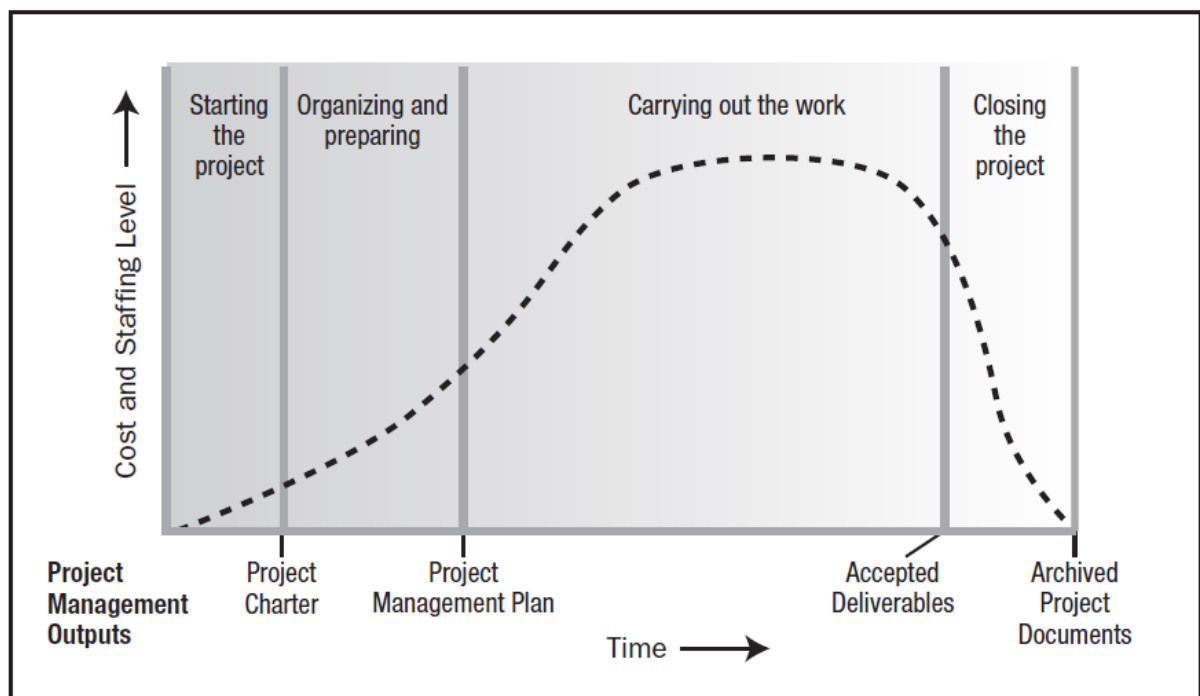 Starting
the
project
Organizing and
preparing
Carrying out the work
Closing
the
project
Cost and Staffing Level
Project
Management
Outputs
Project
Charter
Project
Management Plan
Accepted
Deliverables
Archived
Project
Documents
Time